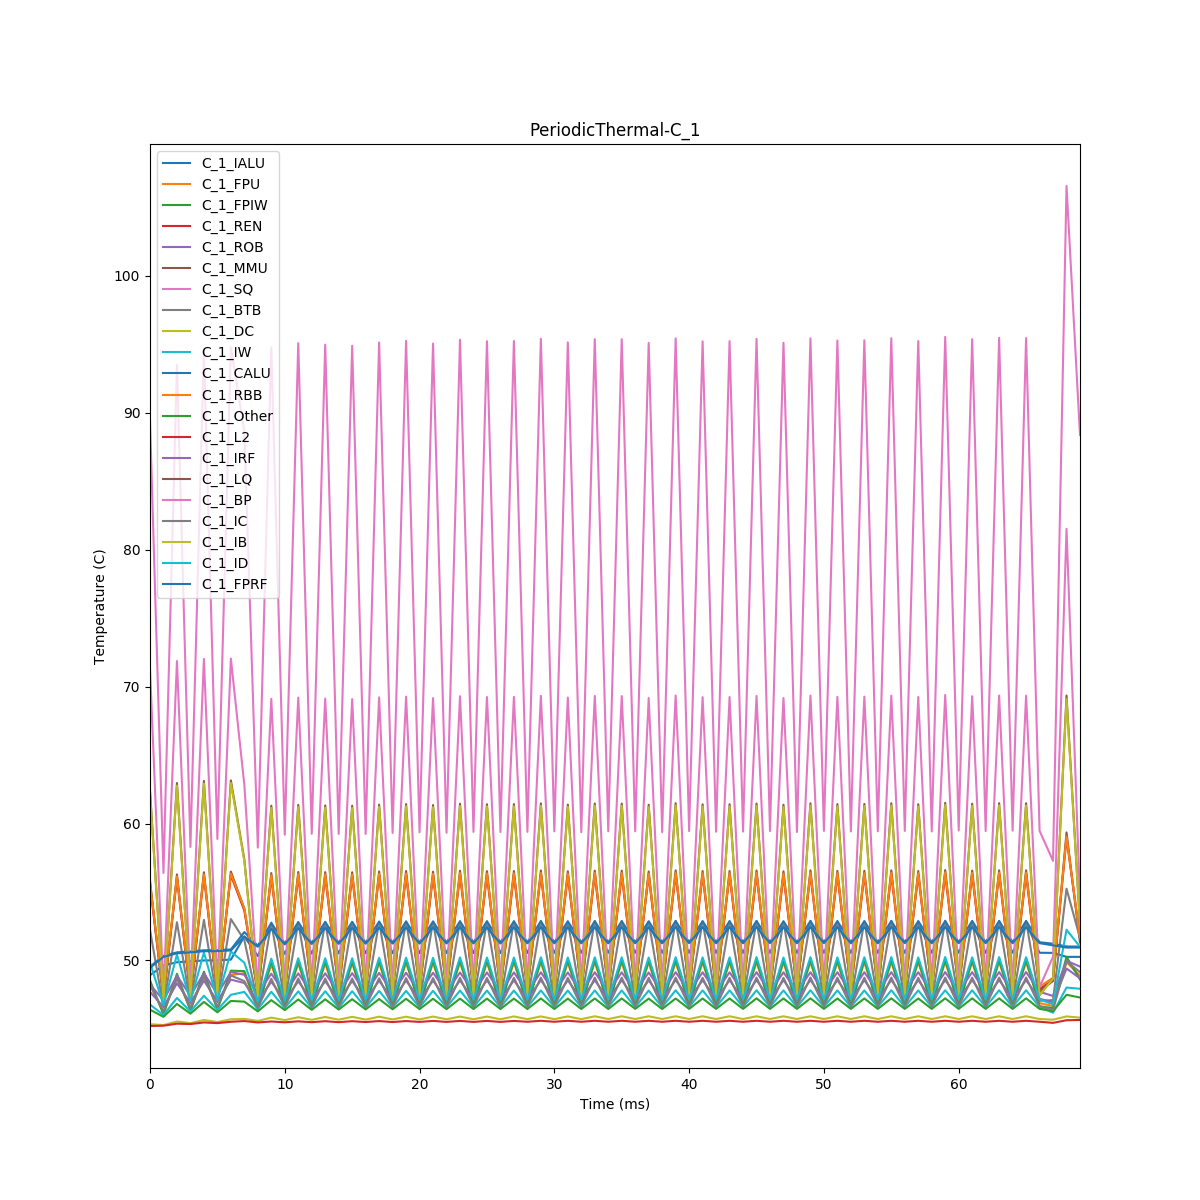 PeriodicThermal-C_1
C_1_IALU
C_1_FPU
C_1_FPIW
C_1_REN
C_1_ROB
C_1_MMU
C_1_SQ
C_1_BTB
C_1_DC
C_1_IW
C_1_CALU
C_1_RBB
C_1_Other
C_1_L2
C_1_IRF
C_1_LQ
C_1_BP
C_1_IC
C_1_IB
C_1_ID
C_1_FPRF
100
90
80
70
60
50
Temperature (C)
0 10 20 30 40 50 60
Time (ms)